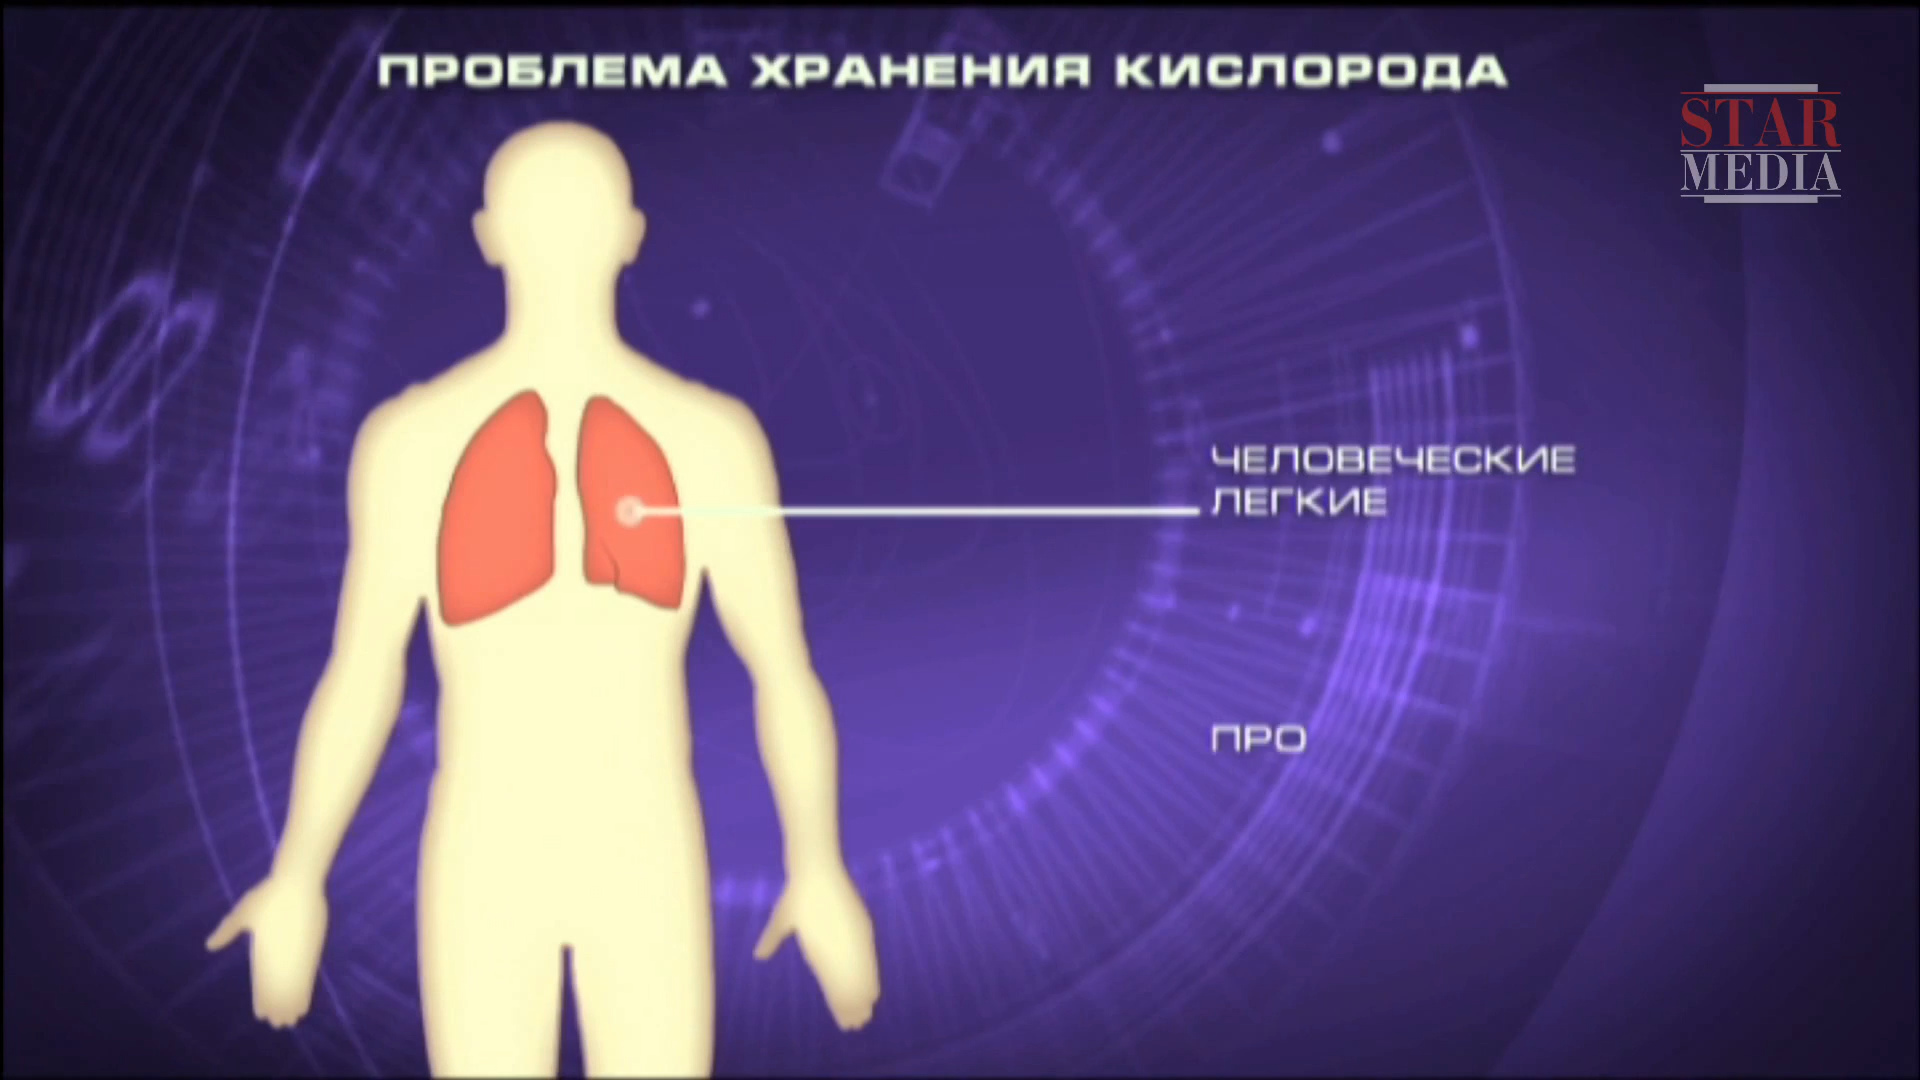 ПРОБЛЕМА ХРАНЕНИЯ КИСЛОРОДА
STAR
MEDIA
ЧЕЛОВЕЧЕСКИЕ
ЛЕГКИЕ
ПРО